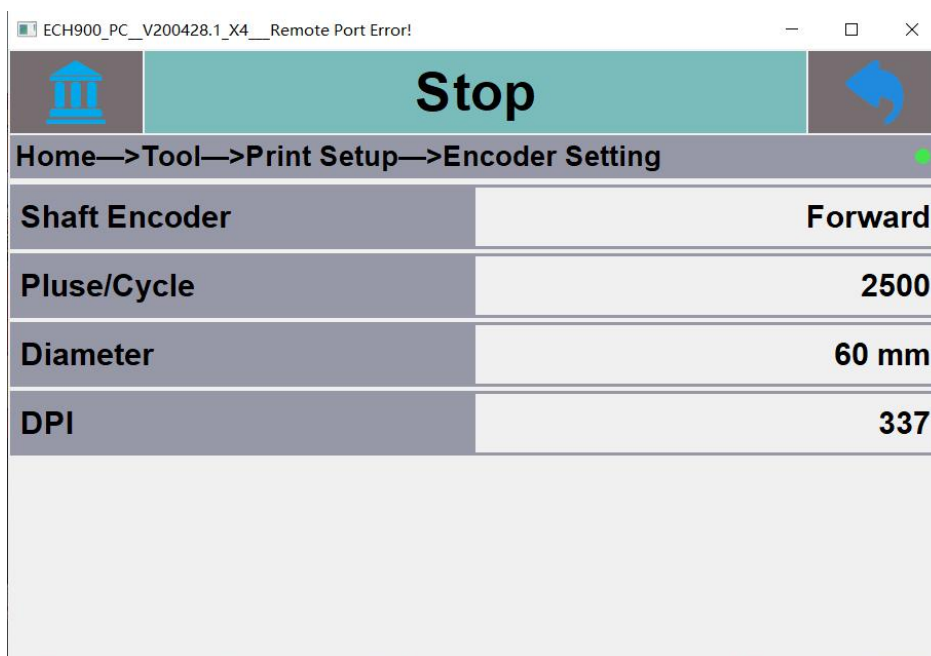 ECH900_PC__V200428.1_X4___Remote Port Error!
Stop
Home—>Tool—>Print Setup—>Encoder Setting
Shaft Encoder Forward
Pluse/Cycle 2500
Diameter 60 mm
DPI 337